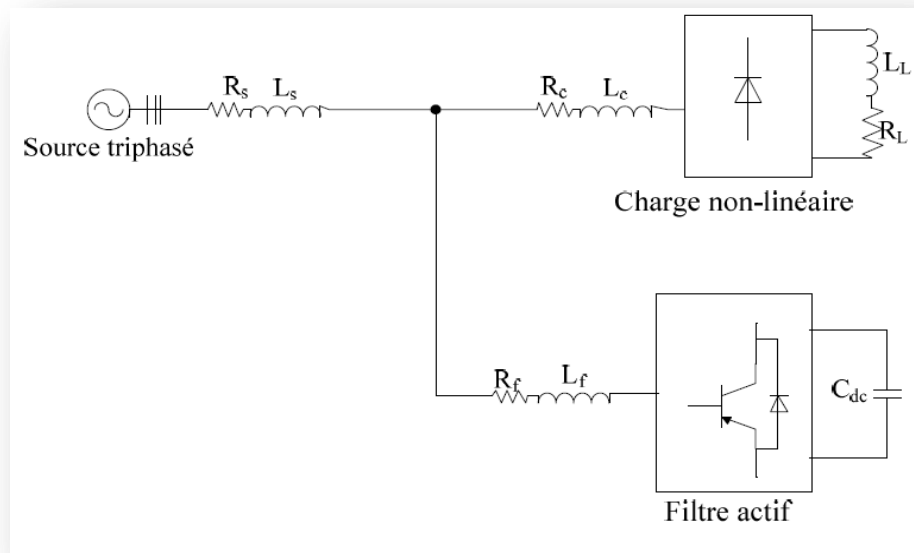 Rs Ls
Source triphasé
Rc Lc
LL
RL
Charge non-linéaire
Rf Lf
Cdc
Filtre actif